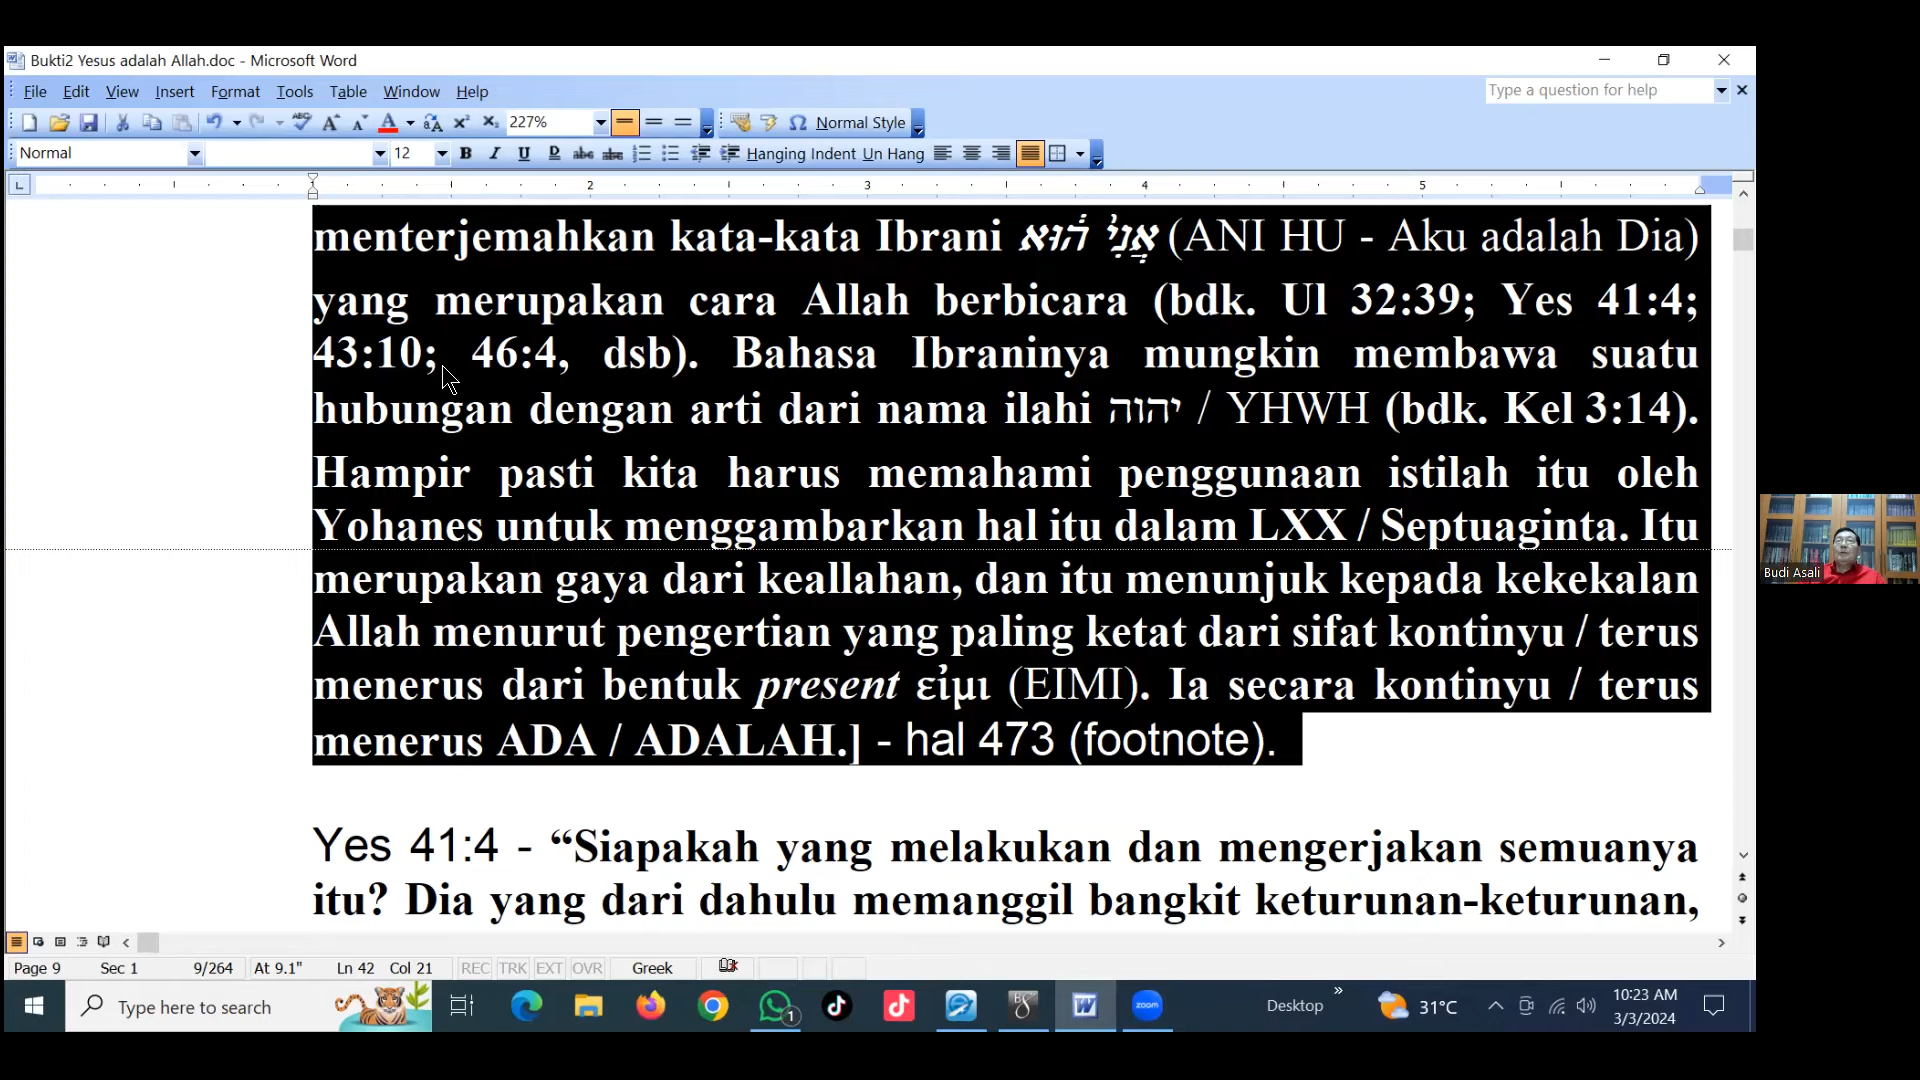 Bukti2 Yesus adalah Allah.doc - Microsoft Word
File Edit View Insert Format Tools Table Window Help
Type a question for help
227%
Normal Style
Normal
12
Hanging Indent Un Hang
1 2 3 4 5
menterjemahkan kata-kata Ibrani אֲנִי הוּא (ANI HU - Aku adalah Dia)
yang merupakan cara Allah berbicara (bdk. Ul 32:39; Yes 41:4;
43:10; 46:4, dsb). Bahasa Ibraninya mungkin membawa suatu
hubungan dengan arti dari nama ilahi יהוה / YHWH (bdk. Kel 3:14).
Hampir pasti kita harus memahami penggunaan istilah itu oleh
Yohanes untuk menggambarkan hal itu dalam LXX / Septuaginta. Itu
merupakan gaya dari keallahan, dan itu menunjuk kepada kekekalan
Allah menurut pengertian yang paling ketat dari sifat kontinyu / terus
menerus dari bentuk present εἰμι (EIMI). Ia secara kontinyu / terus
menerus ADA / ADALAH.] - hal 473 (footnote).
Yes 41:4 - “Siapakah yang melakukan dan mengerjakan semuanya
itu? Dia yang dari dahulu memanggil bangkit keturunan-keturunan,
Budi Asali
Page 9 Sec 1 9/264 At 9.1" Ln 42 Col 21 REC TRK EXT OVR Greek
Type here to search
1
zoom
Desktop
31°C
10:23 AM
3/3/2024